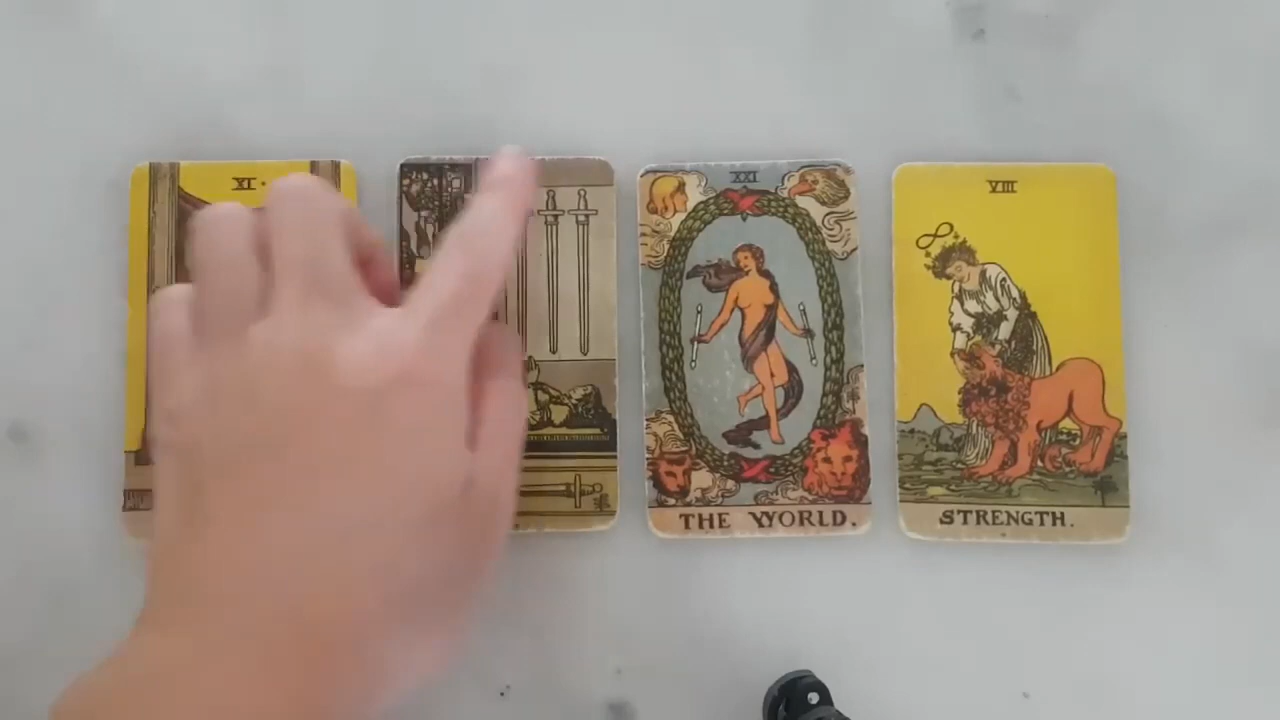 XI.
XXI
VIII
THE WORLD.
STRENGTH.